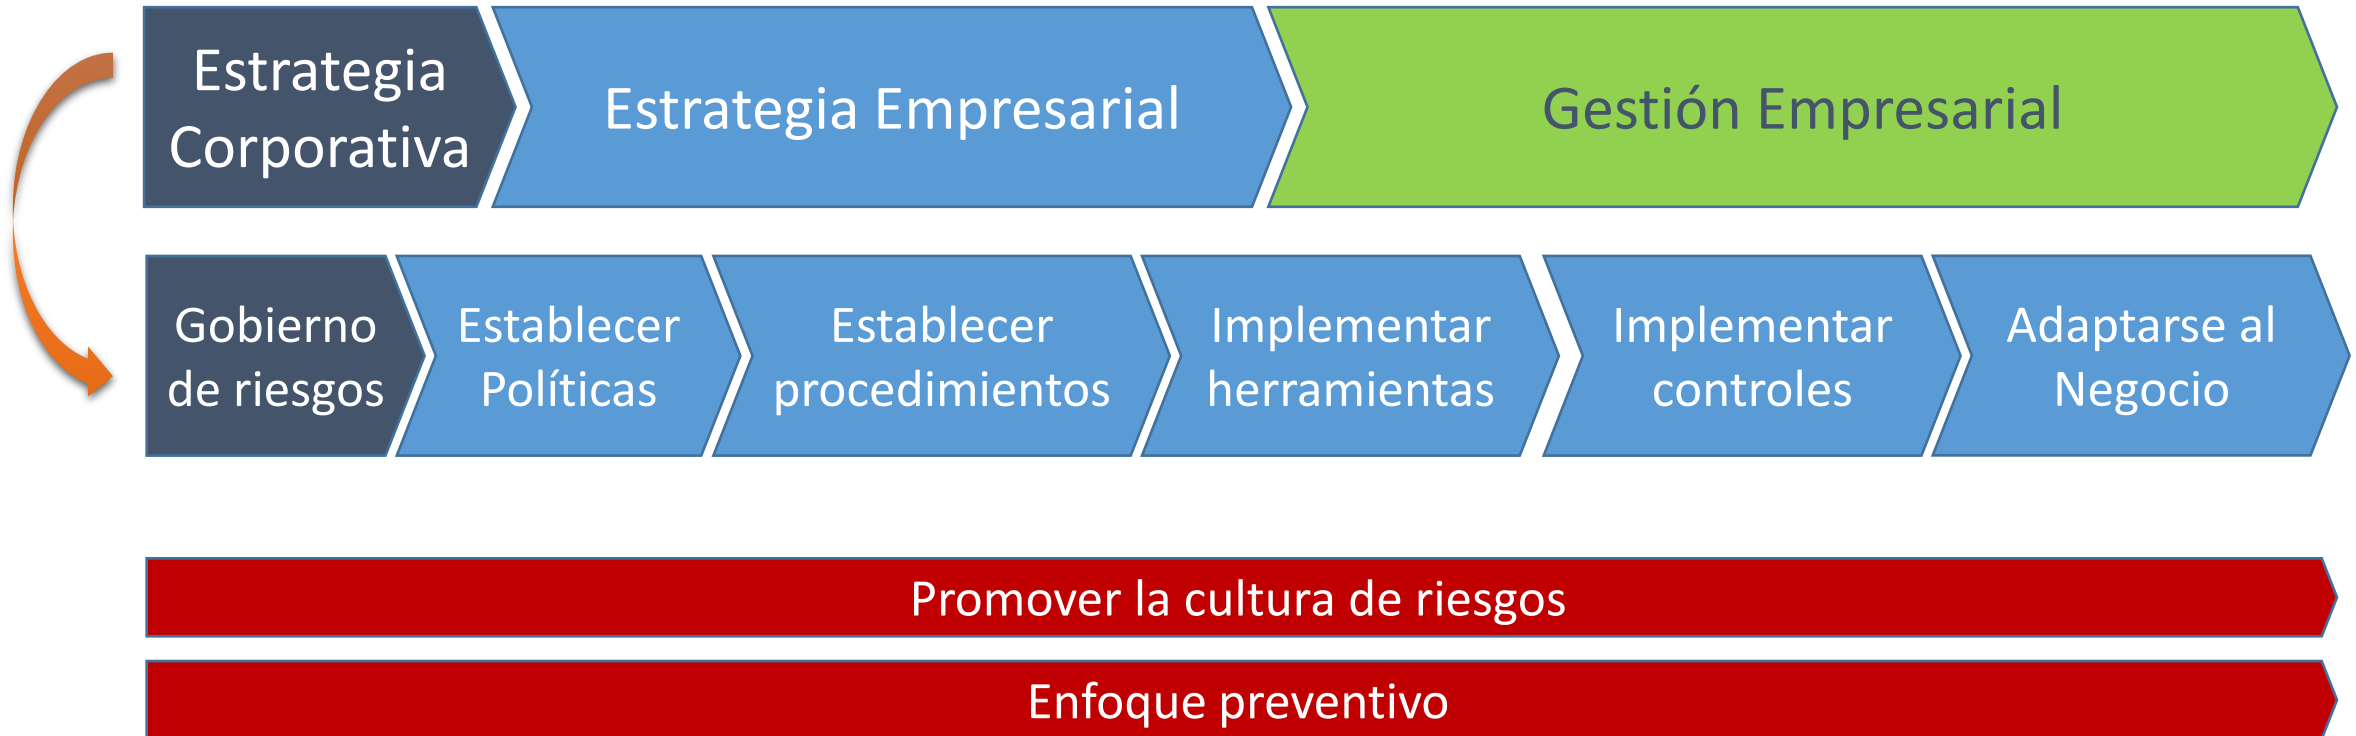 Estrategia
Corporativa
Estrategia Empresarial
Gestión Empresarial
Gobierno
de riesgos
Establecer
Políticas
Establecer
procedimientos
Implementar
herramientas
Implementar
controles
Adaptarse al
Negocio
Promover la cultura de riesgos
Enfoque preventivo